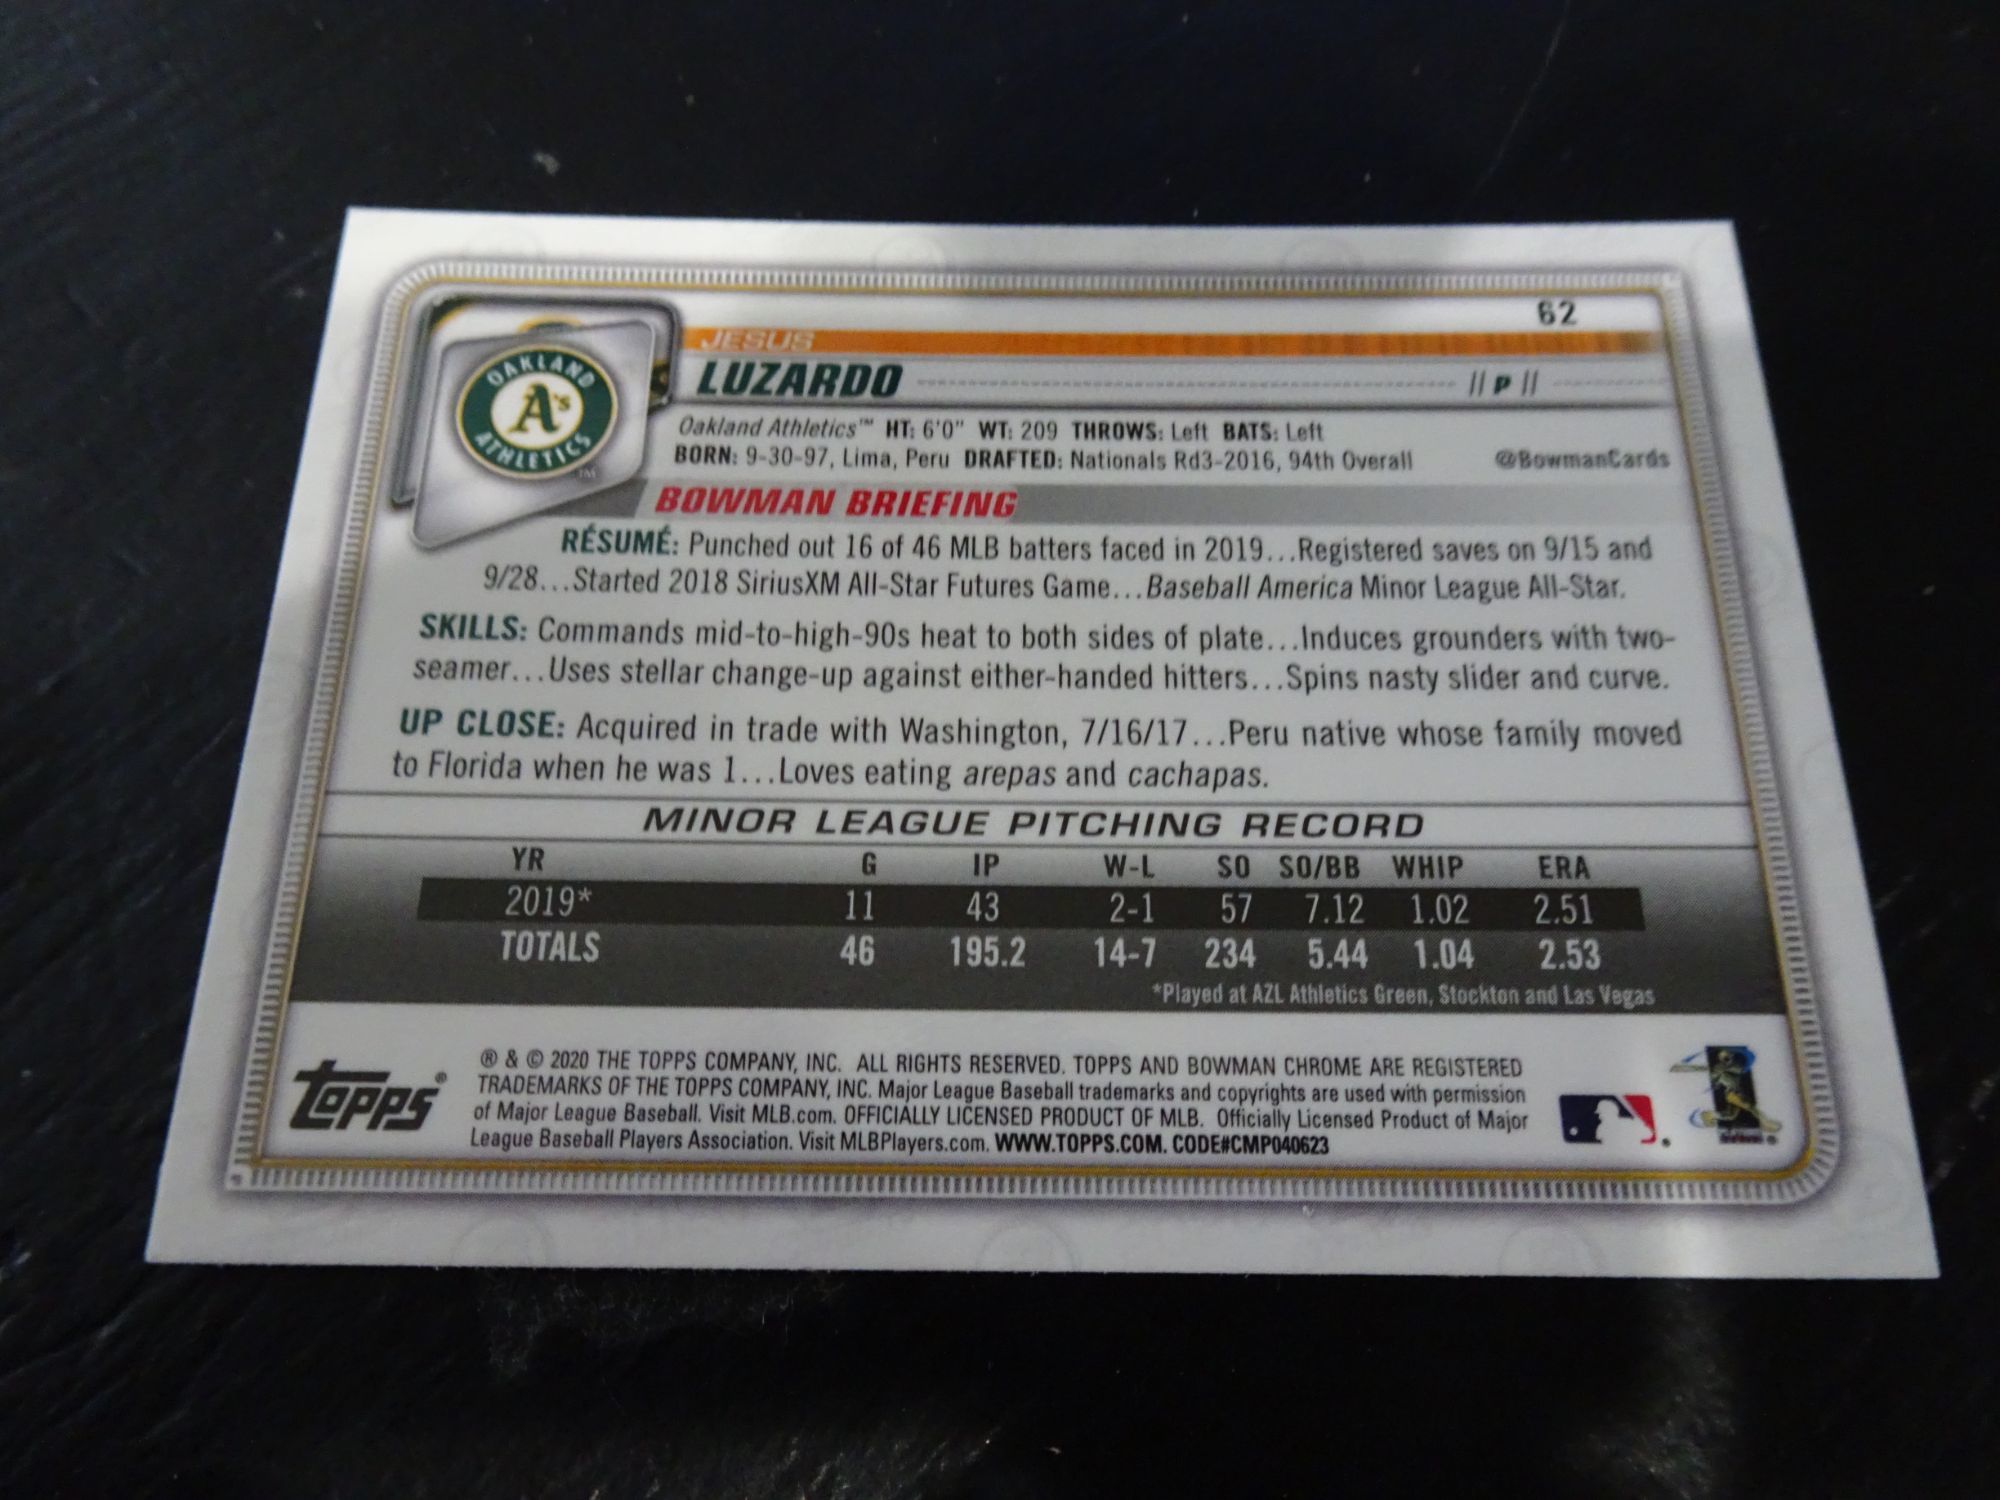 62
JESUS
LUZARDO // P //
OAKLAND ATHLETICS A's ™
Oakland Athletics™ HT: 6'0" WT: 209 THROWS: Left BATS: Left
BORN: 9-30-97, Lima, Peru DRAFTED: Nationals Rd3-2016, 94th Overall @BowmanCards
BOWMAN BRIEFING
RÉSUMÉ: Punched out 16 of 46 MLB batters faced in 2019...Registered saves on 9/15 and
9/28...Started 2018 SiriusXM All-Star Futures Game...Baseball America Minor League All-Star.
SKILLS: Commands mid-to-high-90s heat to both sides of plate...Induces grounders with two-
seamer...Uses stellar change-up against either-handed hitters...Spins nasty slider and curve.
UP CLOSE: Acquired in trade with Washington, 7/16/17...Peru native whose family moved
to Florida when he was 1...Loves eating arepas and cachapas.
MINOR LEAGUE PITCHING RECORD
YR G IP W-L SO SO/BB WHIP ERA
2019* 11 43 2-1 57 7.12 1.02 2.51
TOTALS 46 195.2 14-7 234 5.44 1.04 2.53
*Played at AZL Athletics Green, Stockton and Las Vegas
topps®
® & © 2020 THE TOPPS COMPANY, INC. ALL RIGHTS RESERVED. TOPPS AND BOWMAN CHROME ARE REGISTERED
TRADEMARKS OF THE TOPPS COMPANY, INC. Major League Baseball trademarks and copyrights are used with permission
of Major League Baseball. Visit MLB.com. OFFICIALLY LICENSED PRODUCT OF MLB. Officially Licensed Product of Major
League Baseball Players Association. Visit MLBPlayers.com. WWW.TOPPS.COM. CODE#CMP040623